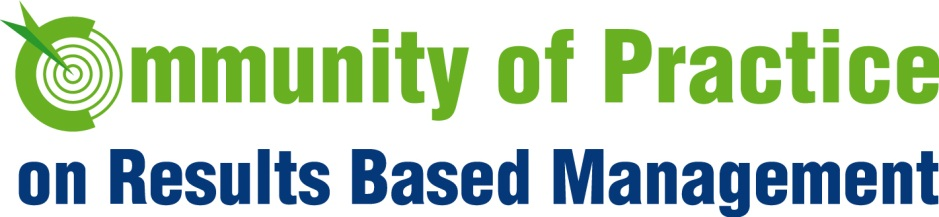 Community of Practice
on Results Based Management